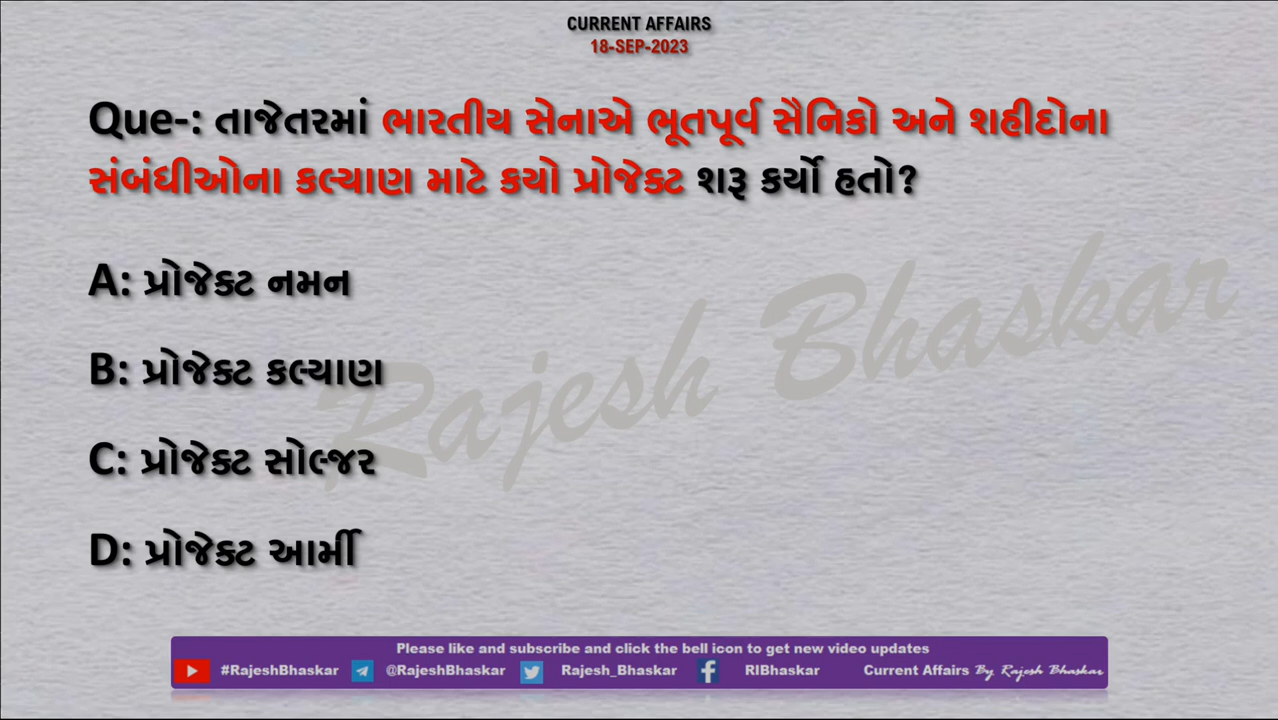 CURRENT AFFAIRS
18-SEP-2023
Que-: તાજેતરમાં ભારતીય સેનાએ ભૂતપૂર્વ સૈનિકો અને શહીદોના
સંબંધીઓના કલ્યાણ માટે કયો પ્રોજેક્ટ શરૂ કર્યો હતો?
A: પ્રોજેક્ટ નમન
B: પ્રોજેક્ટ કલ્યાણ
C: પ્રોજેક્ટ સોલ્જર
D: પ્રોજેક્ટ આર્મી
Rajesh Bhaskar
Please like and subscribe and click the bell icon to get new video updates
#RajeshBhaskar @RajeshBhaskar Rajesh_Bhaskar RIBhaskar Current Affairs By Rajesh Bhaskar